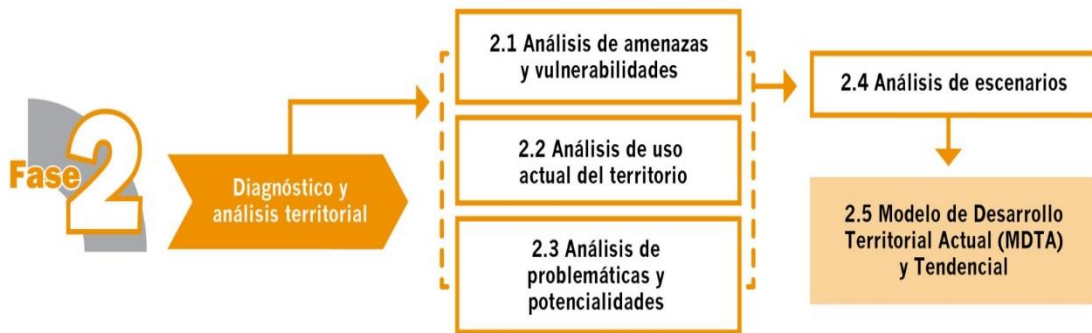 Fase 2
Diagnóstico y
análisis territorial
2.1 Análisis de amenazas
y vulnerabilidades
2.2 Análisis de uso
actual del territorio
2.3 Análisis de
problemáticas y
potencialidades
2.4 Análisis de escenarios
2.5 Modelo de Desarrollo
Territorial Actual (MDTA)
y Tendencial